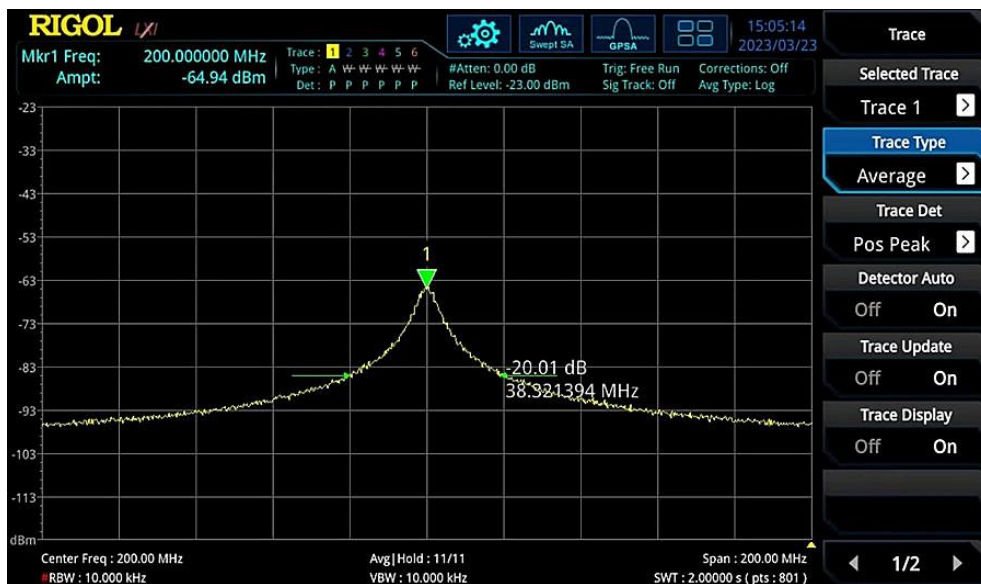 RIGOL LXI
Swept SA
GPSA
15:05:14
2023/03/23
Mkr1 Freq: 200.000000 MHz
Ampt: -64.94 dBm
Trace: 1 2 3 4 5 6
Type: A W W W W W
Det: P P P P P P
#Atten: 0.00 dB
Ref Level: -23.00 dBm
Trig: Free Run
Sig Track: Off
Corrections: Off
Avg Type: Log
-23
-33
-43
-53
-63
-73
-83
-93
-103
-113
dBm
1
-20.01 dB
38.321394 MHz
Center Freq : 200.00 MHz
Avg|Hold : 11/11
Span : 200.00 MHz
#RBW : 10.000 kHz
VBW : 10.000 kHz
SWT : 2.00000 s ( pts : 801 )
Trace
Selected Trace
Trace 1
Trace Type
Average
Trace Det
Pos Peak
Detector Auto
Off On
Trace Update
Off On
Trace Display
Off On
1/2